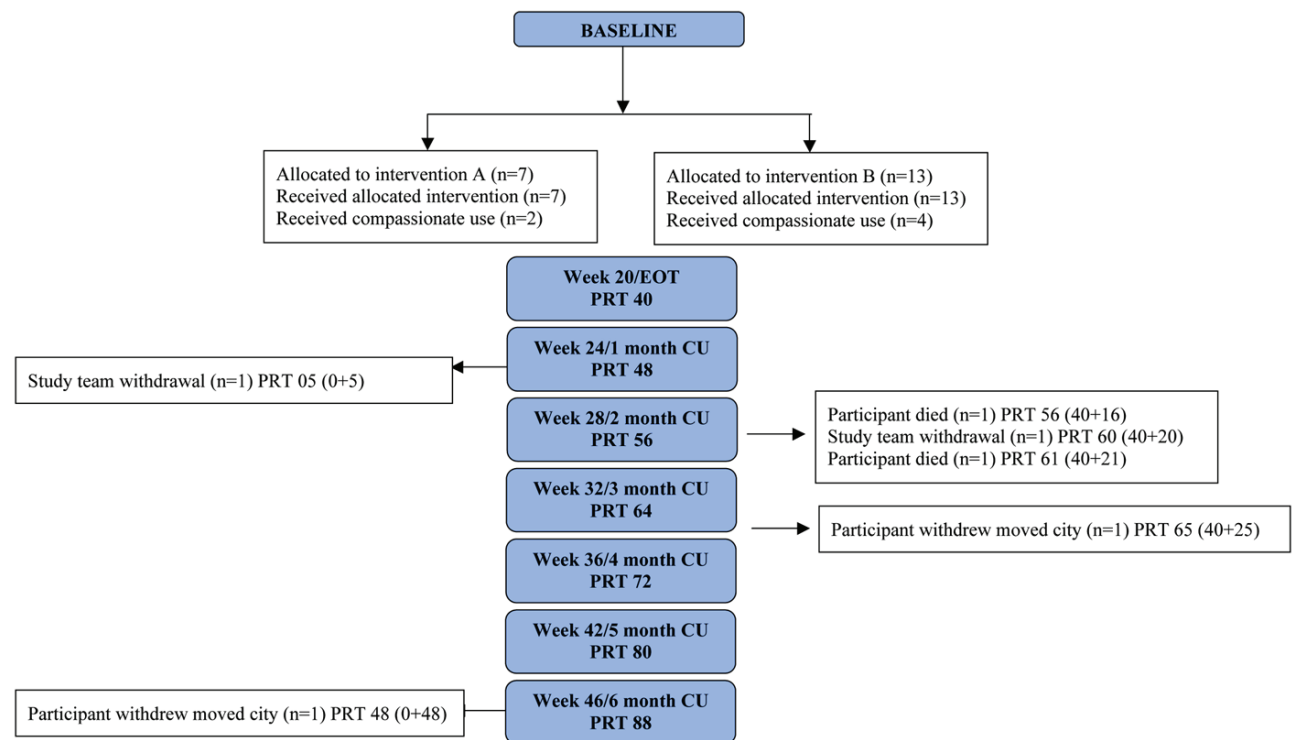 BASELINE
Allocated to intervention A (n=7)
Received allocated intervention (n=7)
Received compassionate use (n=2)
Allocated to intervention B (n=13)
Received allocated intervention (n=13)
Received compassionate use (n=4)
Week 20/EOT
PRT 40
Week 24/1 month CU
PRT 48
Study team withdrawal (n=1) PRT 05 (0+5)
Week 28/2 month CU
PRT 56
Participant died (n=1) PRT 56 (40+16)
Study team withdrawal (n=1) PRT 60 (40+20)
Participant died (n=1) PRT 61 (40+21)
Week 32/3 month CU
PRT 64
Participant withdrew moved city (n=1) PRT 65 (40+25)
Week 36/4 month CU
PRT 72
Week 42/5 month CU
PRT 80
Week 46/6 month CU
PRT 88
Participant withdrew moved city (n=1) PRT 48 (0+48)